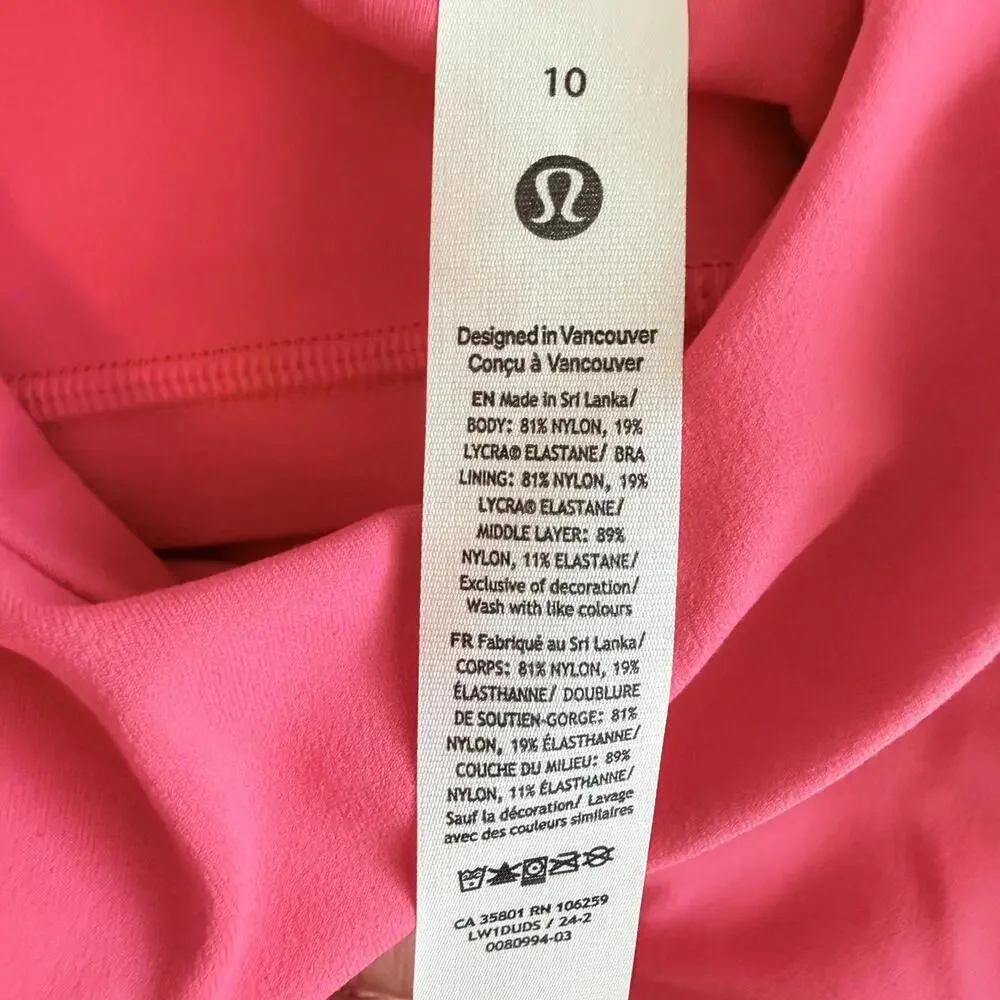 10
Designed in Vancouver
Conçu à Vancouver
EN Made in Sri Lanka/
BODY: 81% NYLON, 19%
LYCRA® ELASTANE/ BRA
LINING: 81% NYLON, 19%
LYCRA® ELASTANE/
MIDDLE LAYER: 89%
NYLON, 11% ELASTANE/
Exclusive of decoration/
Wash with like colours
FR Fabriqué au Sri Lanka/
CORPS: 81% NYLON, 19%
ÉLASTHANNE/ DOUBLURE
DE SOUTIEN-GORGE: 81%
NYLON, 19% ÉLASTHANNE/
COUCHE DU MILIEU: 89%
NYLON, 11% ÉLASTHANNE/
Sauf la décoration/ Lavage
avec des couleurs similaires
CA 35801 RN 106259
LW1DUDS / 24-2
0080994-03